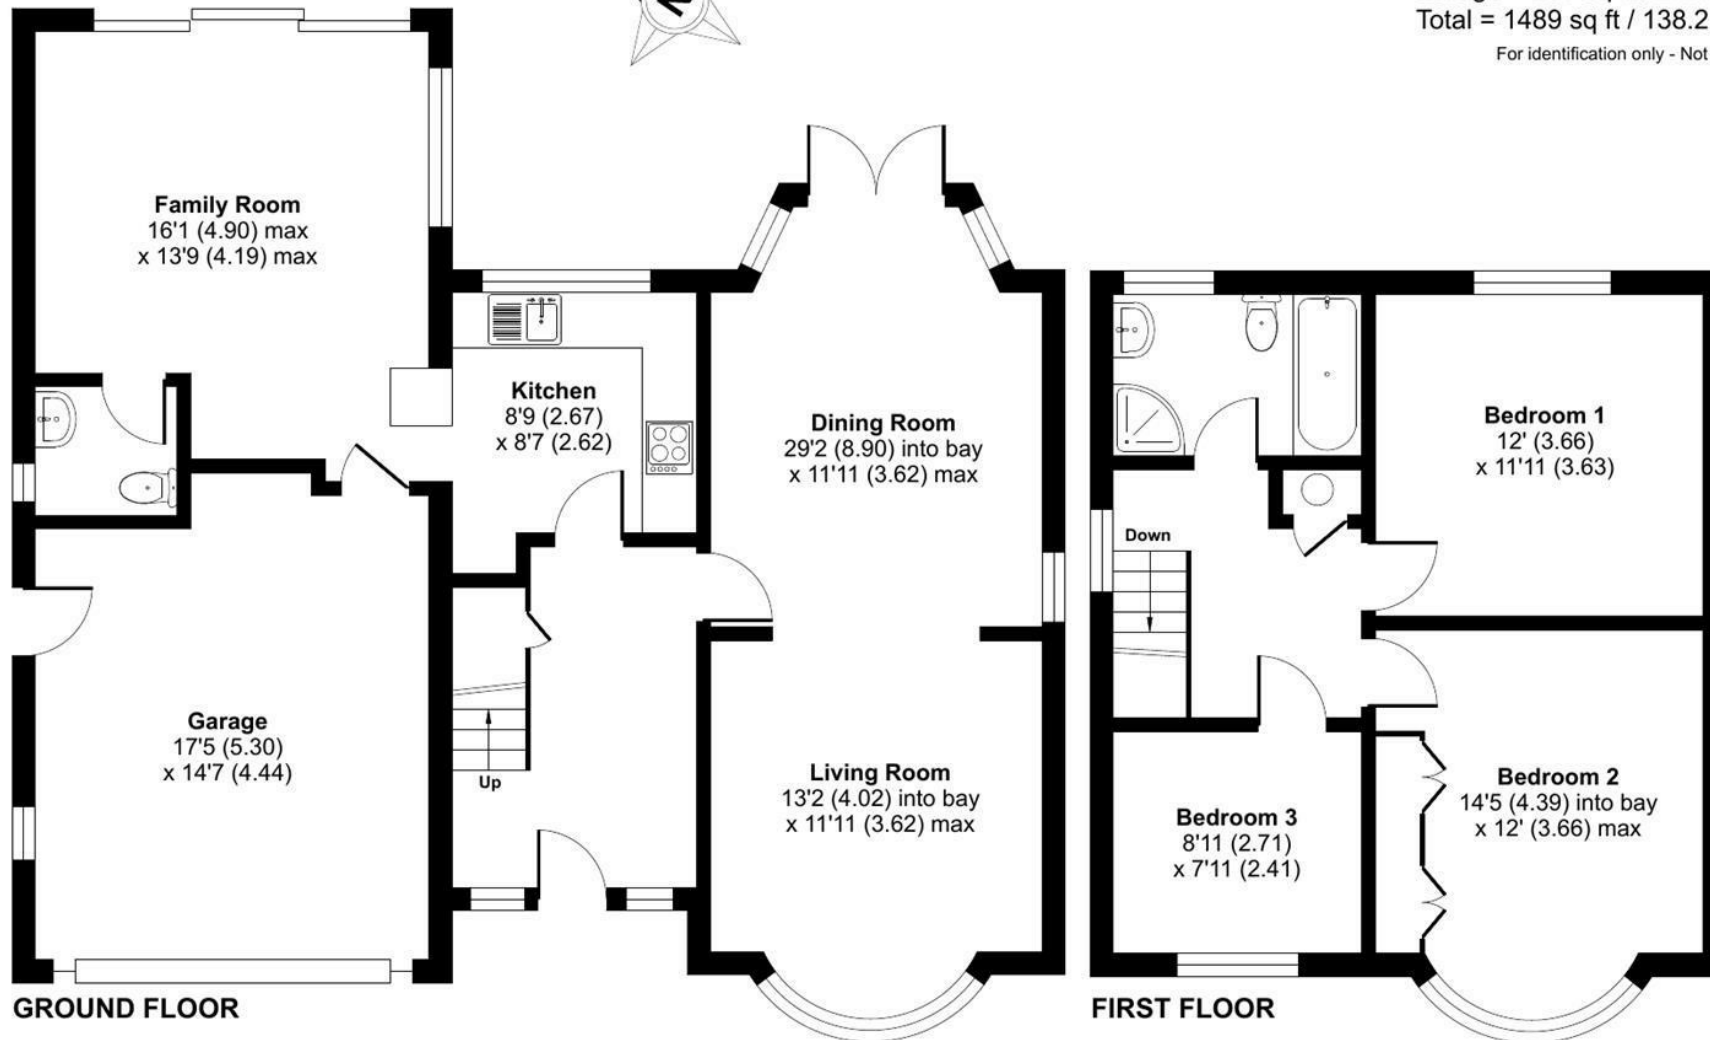 Total = 1489 sq ft / 138.2
For identification only - Not
N
Family Room
16'1 (4.90) max
x 13'9 (4.19) max
Kitchen
8'9 (2.67)
x 8'7 (2.62)
Dining Room
29'2 (8.90) into bay
x 11'11 (3.62) max
Bedroom 1
12' (3.66)
x 11'11 (3.63)
Down
Garage
17'5 (5.30)
x 14'7 (4.44)
Up
Living Room
13'2 (4.02) into bay
x 11'11 (3.62) max
Bedroom 3
8'11 (2.71)
x 7'11 (2.41)
Bedroom 2
14'5 (4.39) into bay
x 12' (3.66) max
GROUND FLOOR
FIRST FLOOR